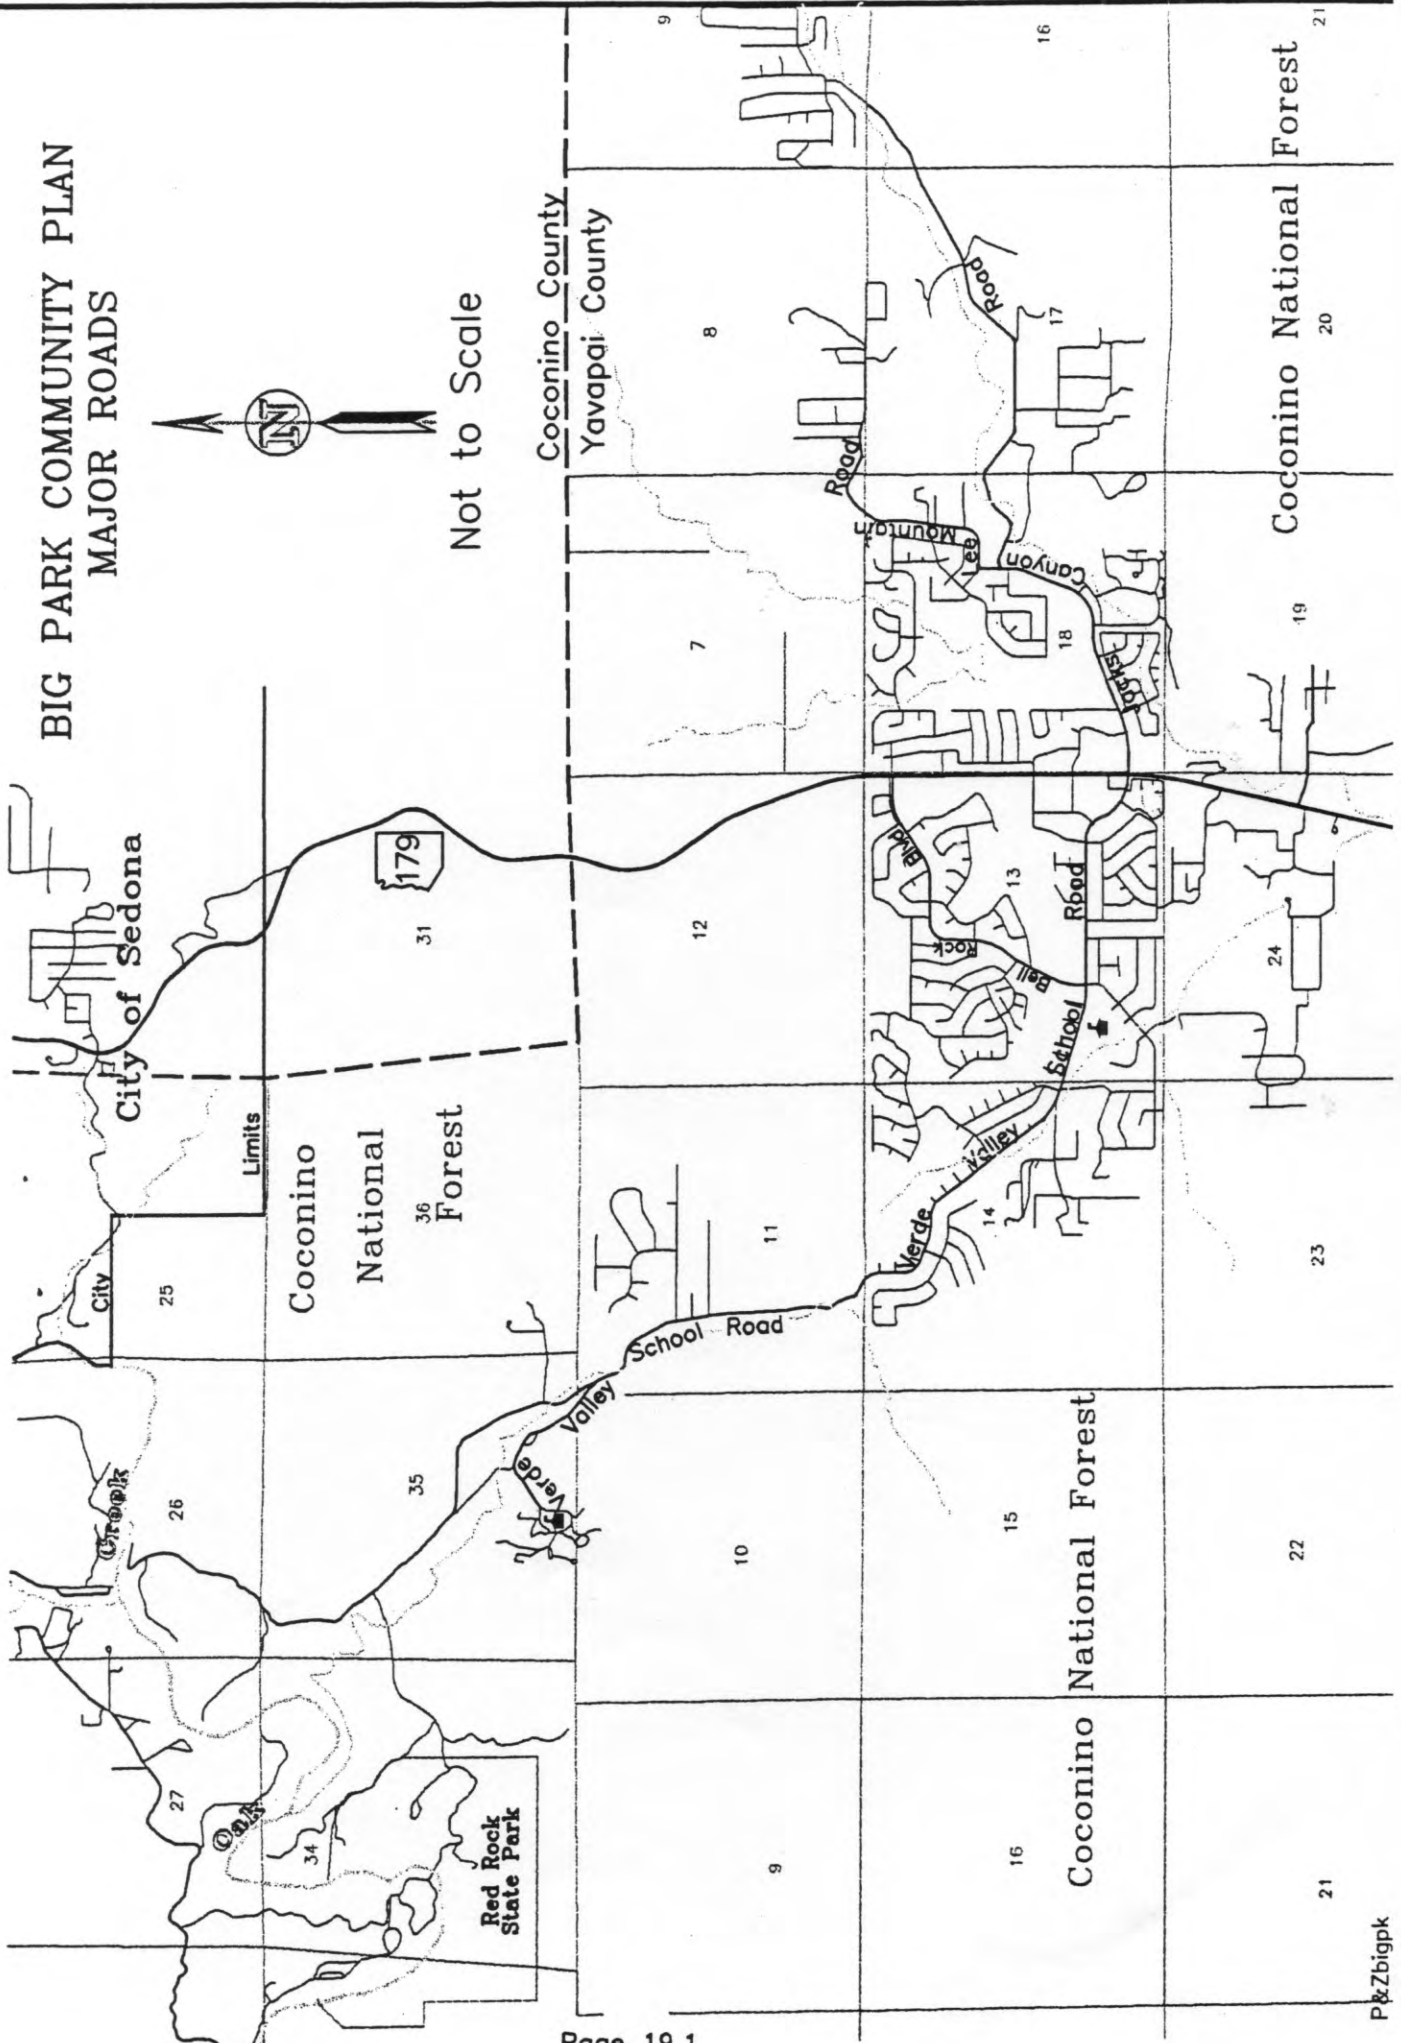 BIG PARK COMMUNITY PLAN
MAJOR ROADS
N
Not to Scale
Coconino County
Yavapai County
City of Sedona
City
Limits
179
Coconino
National
Forest
Oak
Creek
Red Rock
State Park
Verde
Valley
School Road
Verde
Valley
School
Road
Bell
Rock
Blvd
Jacks
Canyon
Road
Lee
Mountain
Road
Coconino National Forest
Coconino National Forest
27
26
25
34
35
36
31
9
10
11
12
7
8
9
16
15
14
13
18
17
16
21
22
23
24
19
20
21
P&Zbigpk
Page 19.1